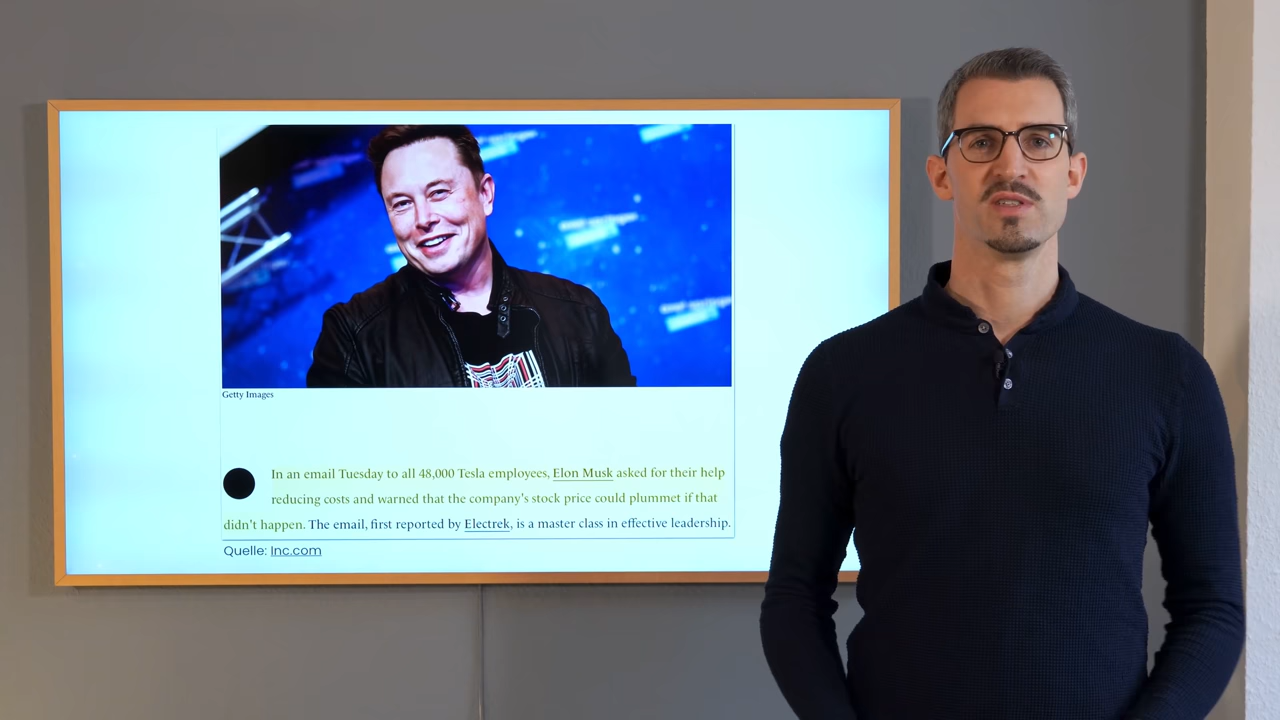 Getty Images
In an email Tuesday to all 48,000 Tesla employees, Elon Musk asked for their help
reducing costs and warned that the company's stock price could plummet if that
didn't happen. The email, first reported by Electrek, is a master class in effective leadership.
Quelle: Inc.com